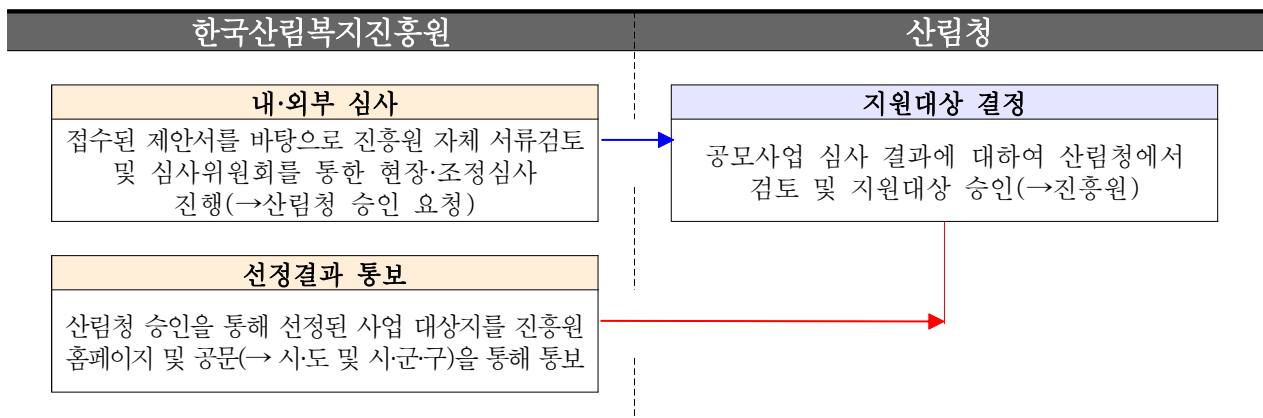 한국산림복지진흥원
산림청
내·외부 심사
접수된 제안서를 바탕으로 진흥원 자체 서류검토
및 심사위원회를 통한 현장·조정심사
진행(→산림청 승인 요청)
지원대상 결정
공모사업 심사 결과에 대하여 산림청에서
검토 및 지원대상 승인(→진흥원)
선정결과 통보
산림청 승인을 통해 선정된 사업 대상지를 진흥원
홈페이지 및 공문(→ 시·도 및 시·군·구)을 통해 통보